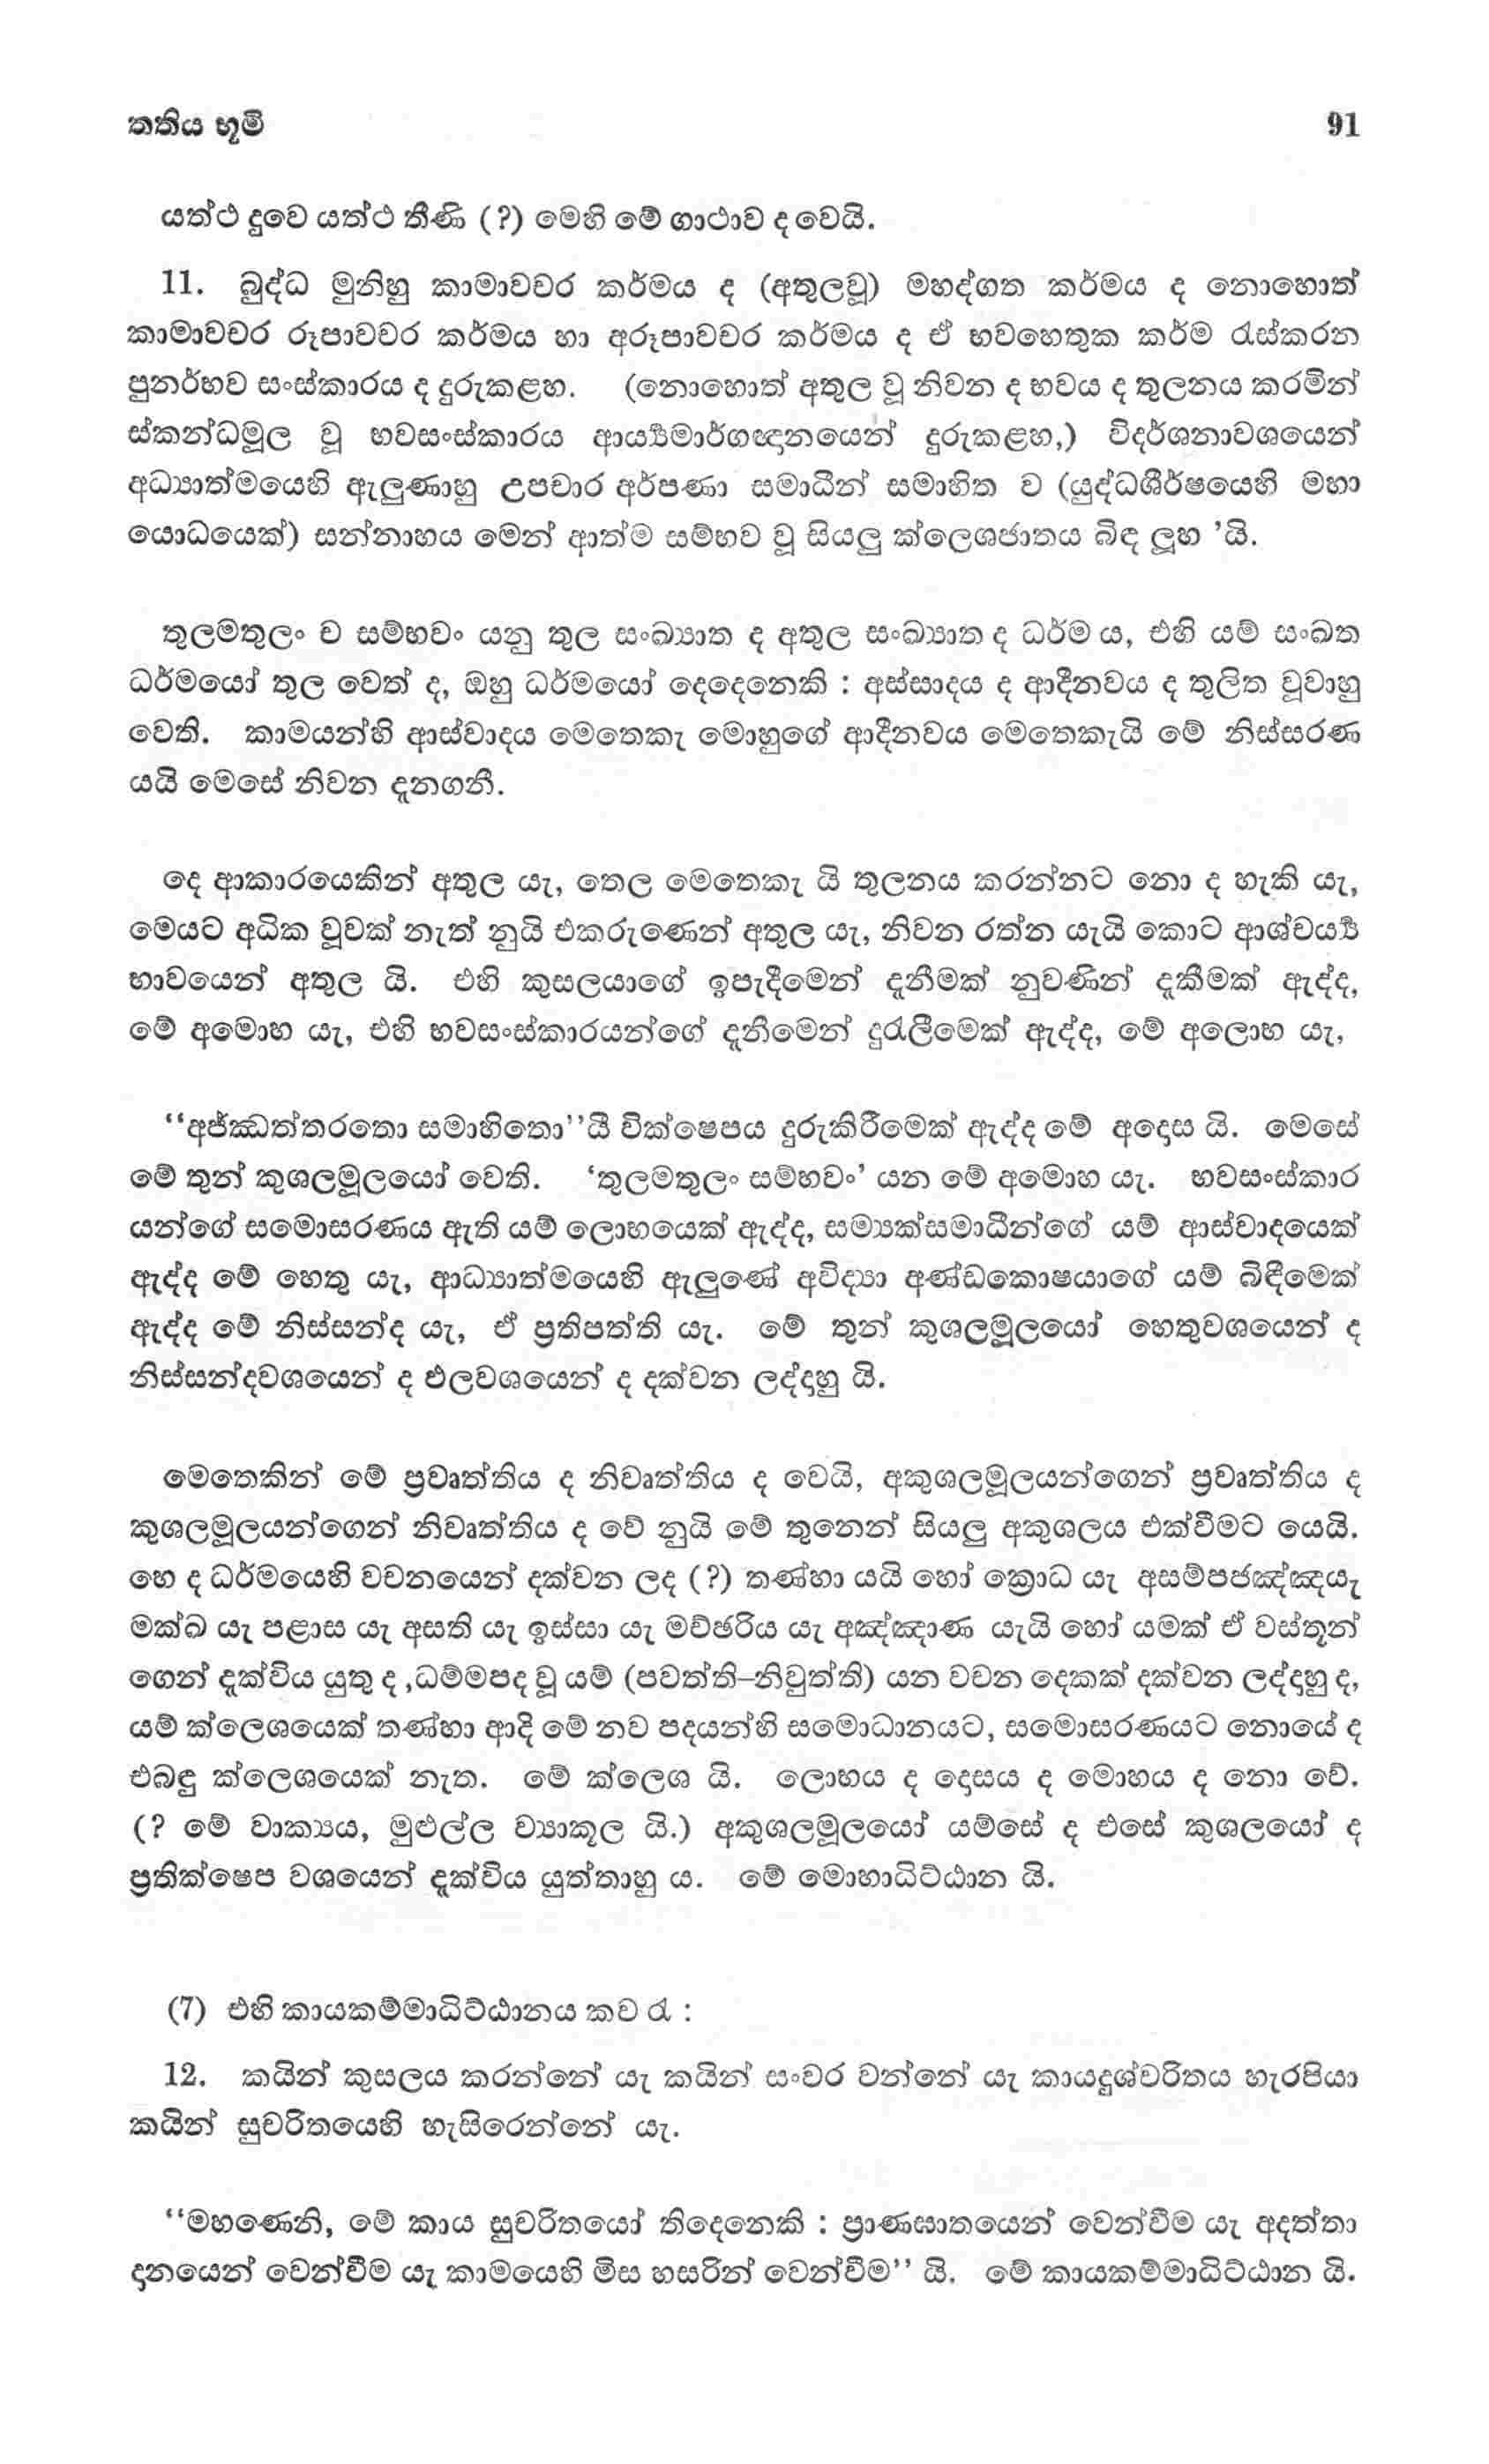 තතිය භූමි 91
යත්ථ දුවෙ යත්ථ තීණි (?) මෙහි මේ ගාථාව ද වෙයි.
11. බුද්ධ මුනිහු කාමාවචර කර්මය ද (අතුලවූ) මහද්ගත කර්මය ද නොහොත්
කාමාවචර රූපාවචර කර්මය හා අරූපාවචර කර්මය ද ඒ භවහෙතුක කර්ම රැස්කරන
පුනර්භව සංස්කාරය ද දුරුකළහ. (නොහොත් අතුල වූ නිවන ද භවය ද තුලනය කරමින්
ස්කන්ධමූල වූ භවසංස්කාරය ආර්‍ය්‍යමාර්ගඥානයෙන් දුරුකළහ,) විදර්ශනාවශයෙන්
අධ්‍යාත්මයෙහි ඇලුණාහු උපචාර අර්පණා සමාධීන් සමාහිත ව (යුද්ධශීර්ෂයෙහි මහා
යොධයෙක්) සන්නාහය මෙන් ආත්ම සම්භව වූ සියලු ක්ලෙශජාතය බිඳ ලූහ ’යි.
තුලමතුලං ච සම්භවං යනු තුල සංඛ්‍යාත ද අතුල සංඛ්‍යාත ද ධර්ම ය, එහි යම් සංඛත
ධර්මයෝ තුල වෙත් ද, ඔහු ධර්මයෝ දෙදෙනෙකි : අස්සාදය ද ආදීනවය ද තුලිත වූවාහු
වෙති. කාමයන්හි ආස්වාදය මෙතෙකැ මොහුගේ ආදීනවය මෙතෙකැයි මේ නිස්සරණ
යයි මෙසේ නිවන දැනගනී.
දෙ ආකාරයෙකින් අතුල යැ, තෙල මෙතෙකැ යි තුලනය කරන්නට නො ද හැකි යැ,
මෙයට අධික වූවක් නැත් නුයි එකරුණෙන් අතුල යැ, නිවන රත්න යැයි කොට ආශ්චර්‍ය්‍ය
භාවයෙන් අතුල යි. එහි කුසලයාගේ ඉපැදීමෙන් දැනීමක් නුවණින් දැකීමක් ඇද්ද,
මේ අමොහ යැ, එහි භවසංස්කාරයන්ගේ දැනීමෙන් දුරැලීමෙක් ඇද්ද, මේ අලොභ යැ,
‘‘අජ්ඣත්තරතො සමාහිතො’’යී වික්ෂෙපය දුරුකිරීමෙක් ඇද්ද මේ අදොස යි. මෙසේ
මේ තුන් කුශලමූලයෝ වෙති. ‘තුලමතුලං සම්භවං’ යන මේ අමොහ යැ. භවසංස්කාර
යන්ගේ සමොසරණය ඇති යම් ලොභයෙක් ඇද්ද, සම්‍යක්සමාධීන්ගේ යම් ආස්වාදයෙක්
ඇද්ද මේ හෙතු යැ, ආධ්‍යාත්මයෙහි ඇලුණේ අවිද්‍යා අණ්ඩකොෂයාගේ යම් බිඳීමෙක්
ඇද්ද මේ නිස්සන්ද යැ, ඒ ප්‍රතිපත්ති යැ. මේ තුන් කුශලමූලයෝ හෙතුවශයෙන් ද
නිස්සන්දවශයෙන් ද ඵලවශයෙන් ද දක්වන ලද්දාහු යි.
මෙතෙකින් මේ ප්‍රවෘත්තිය ද නිවෘත්තිය ද වෙයි, අකුශලමූලයන්ගෙන් ප්‍රවෘත්තිය ද
කුශලමූලයන්ගෙන් නිවෘත්තිය ද වේ නුයි මේ තුනෙන් සියලු අකුශලය එක්වීමට යෙයි.
හෙ ද ධර්මයෙහි වචනයෙන් දක්වන ලද (?) තණ්හා යයි හෝ ක්‍රොධ යැ අසම්පජඤ්ඤයැ
මක්ඛ යැ පළාස යැ අසති යැ ඉස්සා යැ මච්ඡරිය යැ අඤ්ඤාණ යැයි හෝ යමක් ඒ වස්තූන්
ගෙන් දැක්විය යුතු ද ,ධම්මපද වූ යම් (පවත්ති–නිවුත්ති) යන වචන දෙකක් දක්වන ලද්දාහු ද,
යම් ක්ලෙශයෙක් තණ්හා ආදි මේ නව පදයන්හි සමොධානයට, සමොසරණයට නොයේ ද
එබඳු ක්ලෙශයෙක් නැත. මේ ක්ලෙශ යි. ලොභය ද දොසය ද මොහය ද නො වේ.
(? මේ වාක්‍යය, මුළුල්ල ව්‍යාකූල යි.) අකුශලමූලයෝ යම්සේ ද එසේ කුශලයෝ ද
ප්‍රතික්ෂෙප වශයෙන් දැක්විය යුත්තාහු ය. මේ මොහාධිට්ඨාන යි.
(7) එහි කායකම්මාධිට්ඨානය කව රැ :
12. කයින් කුසලය කරන්නේ යැ කයින් සංවර වන්නේ යැ කායදුශ්චරිතය හැරපියා
කයින් සුචරිතයෙහි හැසිරෙන්නේ යැ.
‘‘මහණෙනි, මේ කාය සුචරිතයෝ තිදෙනෙකි : ප්‍රාණඝාතයෙන් වෙන්වීම යැ අදත්තා
දානයෙන් වෙන්වීම යැ කාමයෙහි මිස හසරින් වෙන්වීම’’ යි. මේ කායකම්මාධිට්ඨාන යි.